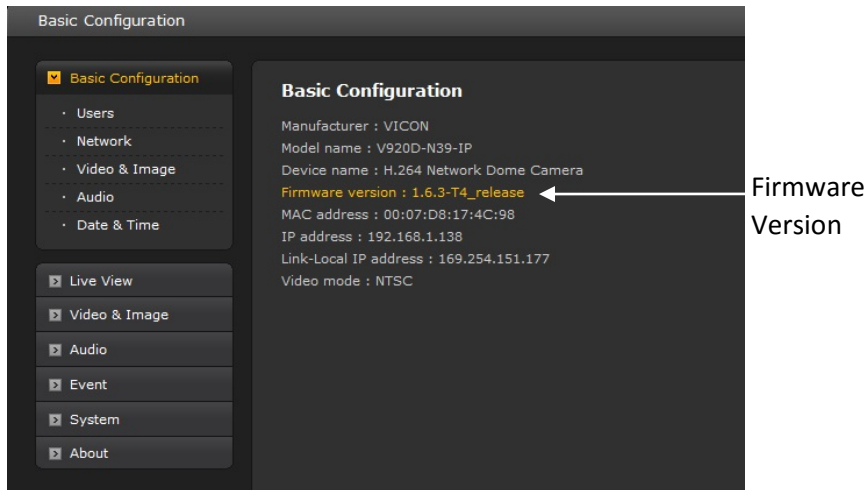 Basic Configuration
Basic Configuration
· Users
· Network
· Video & Image
· Audio
· Date & Time
Live View
Video & Image
Audio
Event
System
About
Basic Configuration
Manufacturer : VICON
Model name : V920D-N39-IP
Device name : H.264 Network Dome Camera
Firmware version : 1.6.3-T4_release
MAC address : 00:07:D8:17:4C:98
IP address : 192.168.1.138
Link-Local IP address : 169.254.151.177
Video mode : NTSC
Firmware
Version